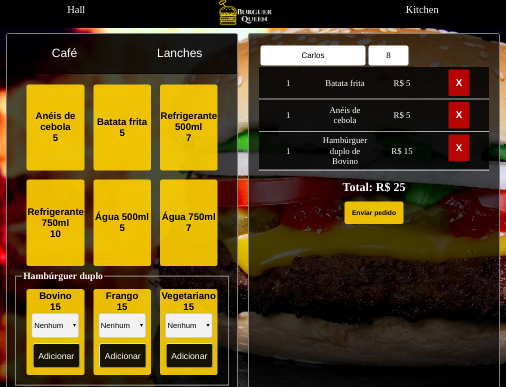 Hall
BURGUER
QUEEN
Kitchen
Café
Lanches
Anéis de
cebola
5
Batata frita
5
Refrigerante
500ml
7
Refrigerante
750ml
10
Água 500ml
5
Água 750ml
7
Hambúrguer duplo
Bovino
15
Nenhum
Adicionar
Frango
15
Nenhum
Adicionar
Vegetariano
15
Nenhum
Adicionar
Carlos
8
1 Batata frita R$ 5 X
1 Anéis de
cebola R$ 5 X
1 Hambúrguer
duplo de
Bovino R$ 15 X
Total: R$ 25
Enviar pedido